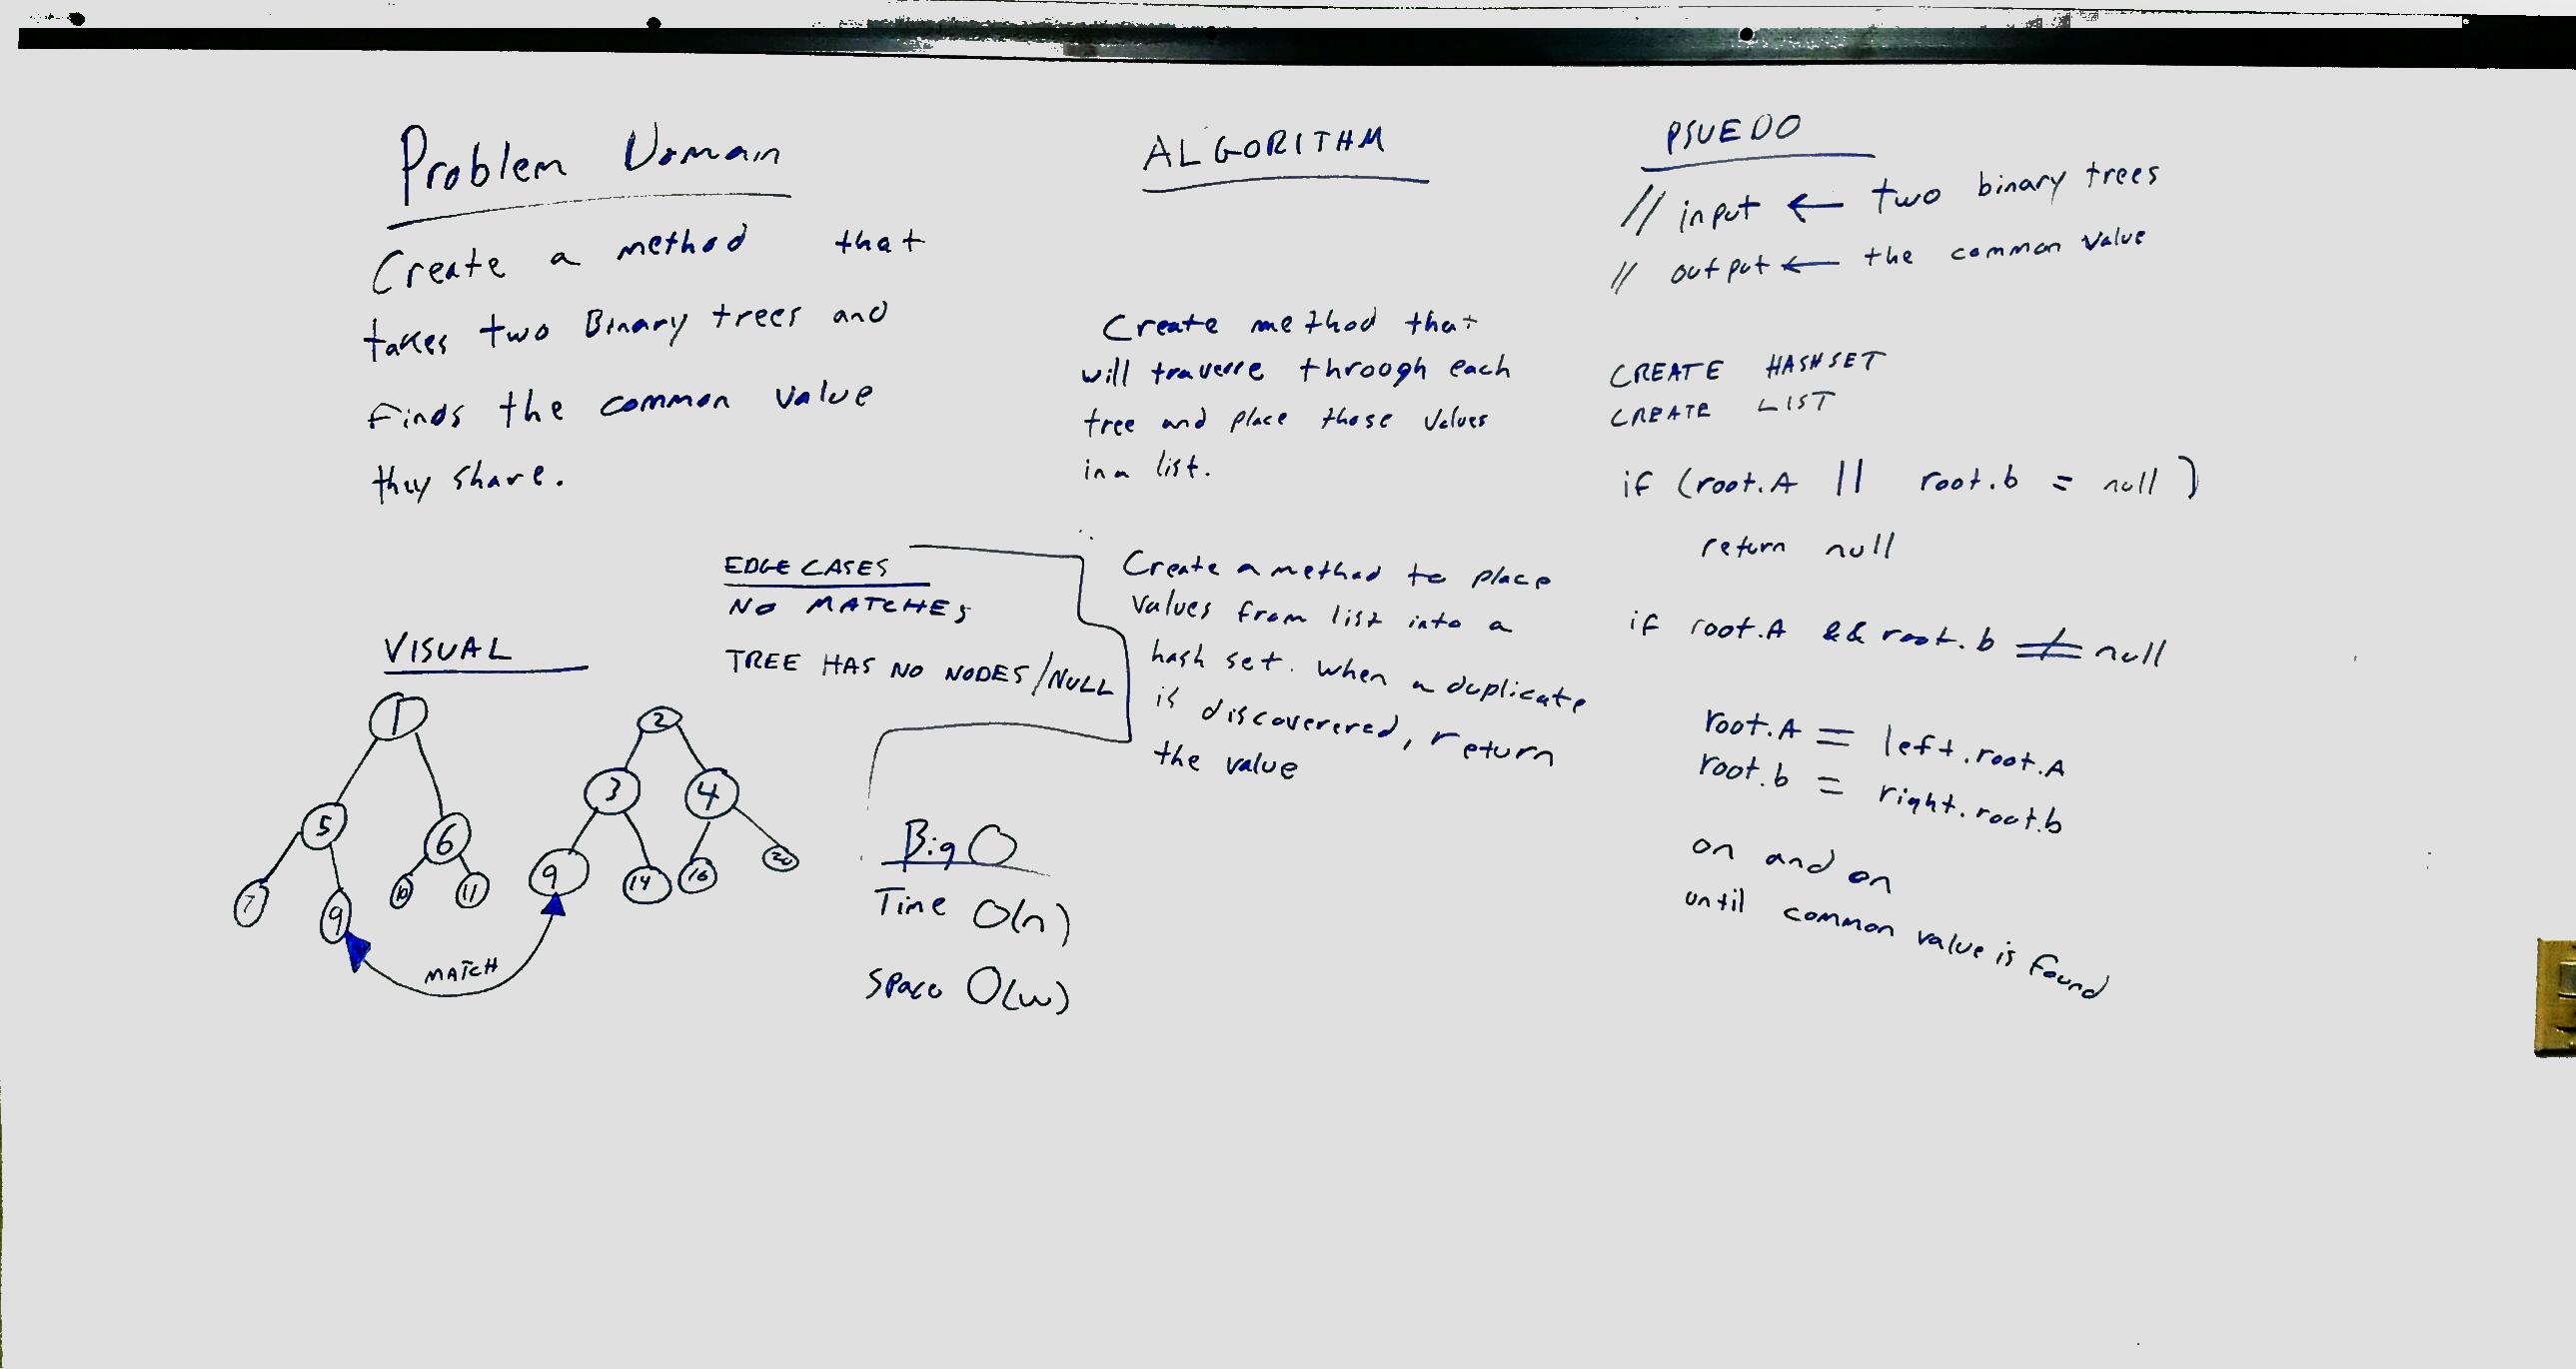 Problem Domain
Create a method that
takes two Binary trees and
finds the common value
they share.
EDGE CASES
NO MATCHES
TREE HAS NO NODES/NULL
VISUAL
1
5 6
7 9 10 11
2
3 4
9 14 16 20
MATCH
Big O
Time O(n)
Space O(w)
ALGORITHM
Create method that
will traverse through each
tree and place those values
in a list.
Create a method to place
values from list into a
hash set. when a duplicate
is discoverered, return
the value
PSUEDO
// input ← two binary trees
// output ← the common value
CREATE HASHSET
CREATE LIST
if (root.A || root.b = null)
return null
if root.A && root.b ≠ null
root.A = left.root.A
root.b = right.root.b
on and on
until common value is found